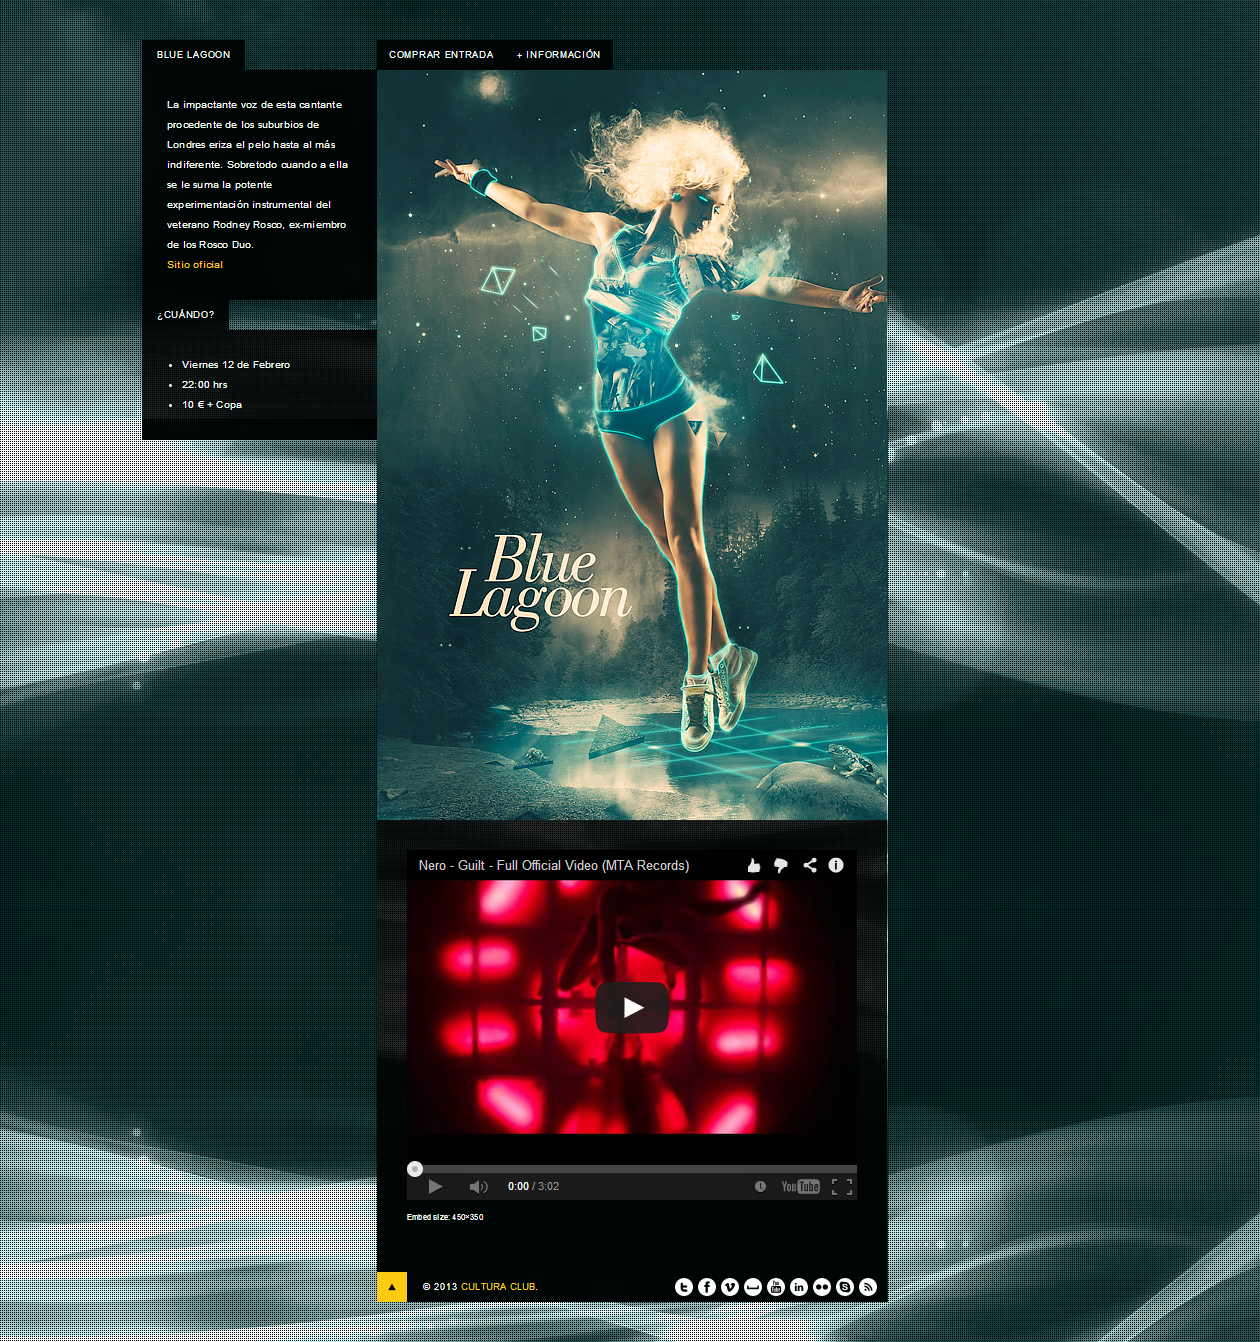 BLUE LAGOON
COMPRAR ENTRADA
+ INFORMACIÓN
La impactante voz de esta cantante
procedente de los suburbios de
Londres eriza el pelo hasta al más
indiferente. Sobretodo cuando a ella
se le suma la potente
experimentación instrumental del
veterano Rodney Rosco, ex-miembro
de los Rosco Duo.
Sitio oficial
¿CUÁNDO?
Viernes 12 de Febrero
22:00 hrs
10 € + Copa
Blue
Lagoon
Nero - Guilt - Full Official Video (MTA Records)
0:00 / 3:02
YouTube
Embed size: 450×350
© 2013 CULTURA CLUB.